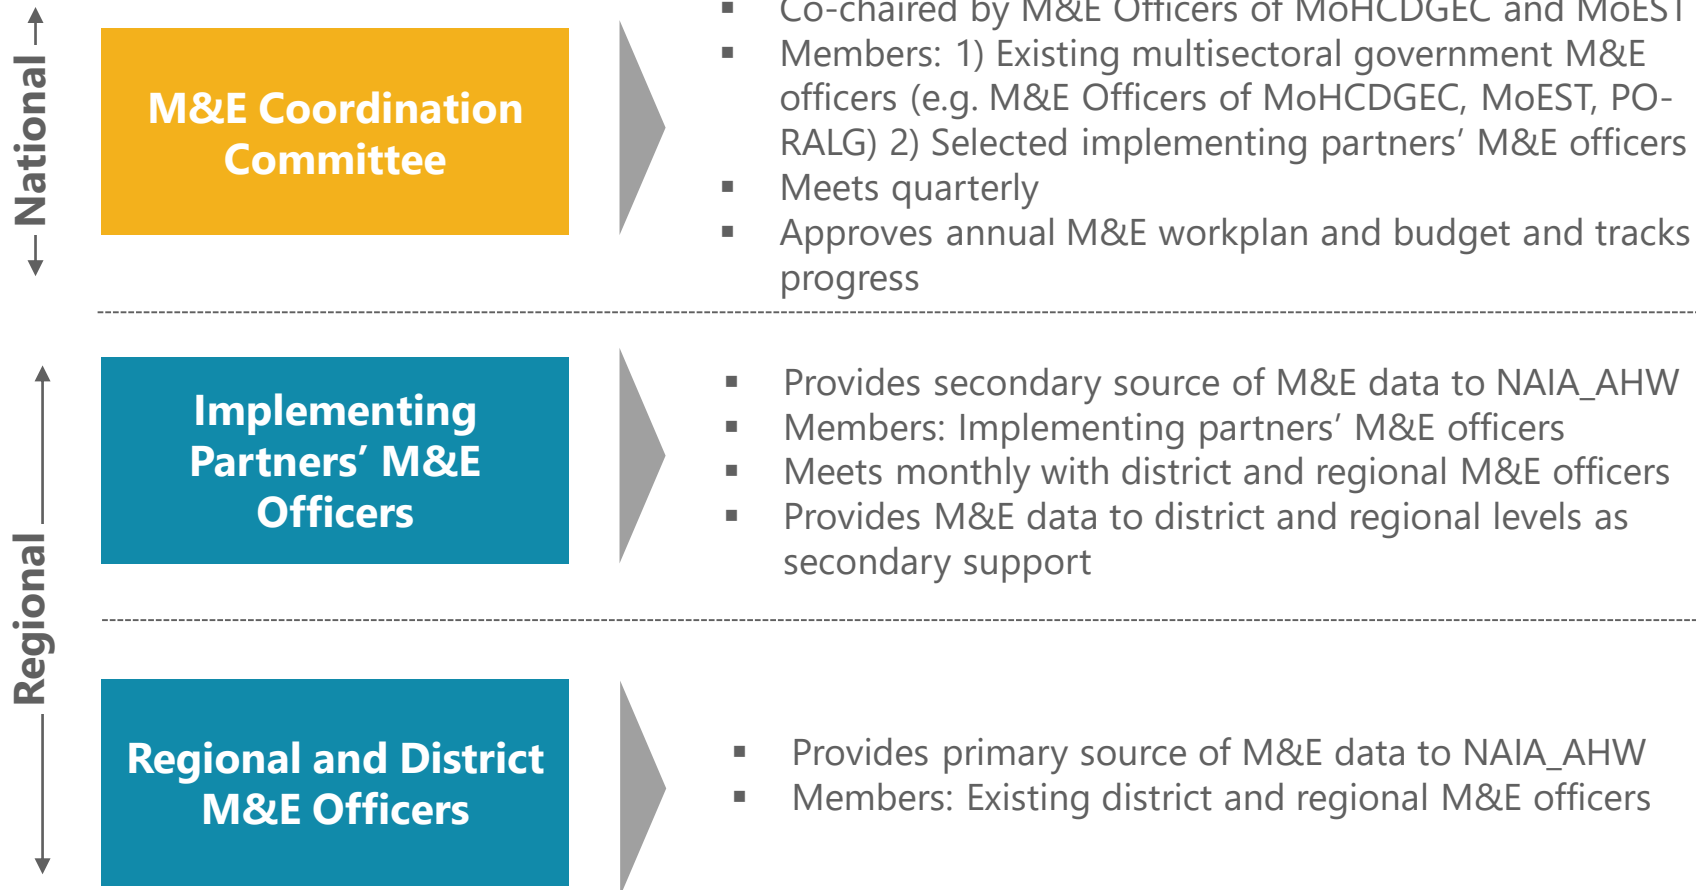 National
M&E Coordination
Committee
▪ Co-chaired by M&E Officers of MoHCDGEC and MoEST
▪ Members: 1) Existing multisectoral government M&E
officers (e.g. M&E Officers of MoHCDGEC, MoEST, PO-
RALG) 2) Selected implementing partners’ M&E officers
▪ Meets quarterly
▪ Approves annual M&E workplan and budget and tracks
progress
Regional
Implementing
Partners’ M&E
Officers
▪ Provides secondary source of M&E data to NAIA_AHW
▪ Members: Implementing partners’ M&E officers
▪ Meets monthly with district and regional M&E officers
▪ Provides M&E data to district and regional levels as
secondary support
Regional and District
M&E Officers
▪ Provides primary source of M&E data to NAIA_AHW
▪ Members: Existing district and regional M&E officers